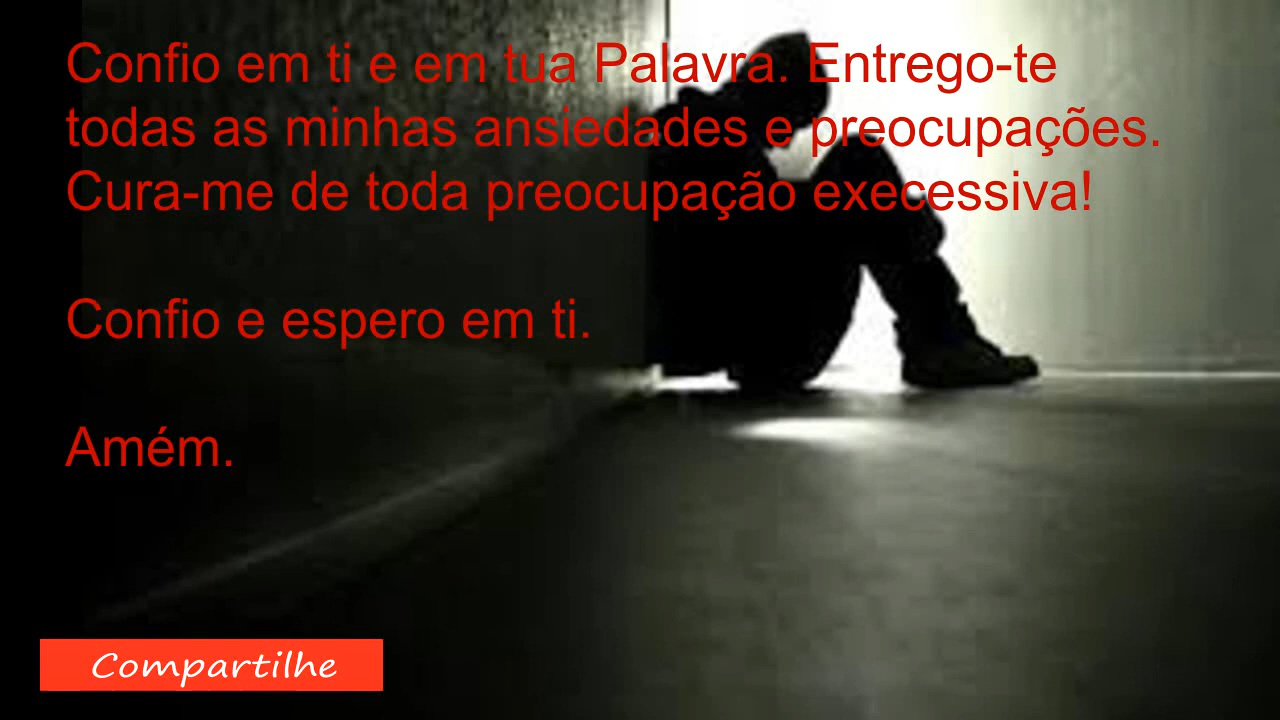 Confio em ti e em tua Palavra. Entrego-te
todas as minhas ansiedades e preocupações.
Cura-me de toda preocupação execessiva!
Confio e espero em ti.
Amém.
Compartilhe